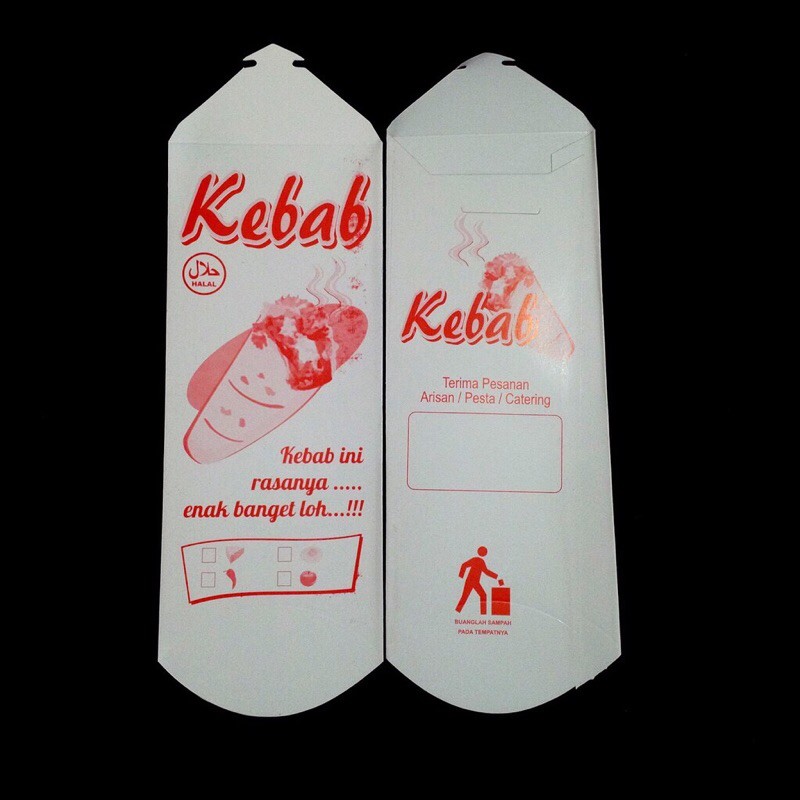 Kebab
حلال
HALAL
Kebab ini
rasanya .....
enak banget loh...!!!
Kebab
Terima Pesanan
Arisan / Pesta / Catering
BUANGLAH SAMPAH
PADA TEMPATNYA